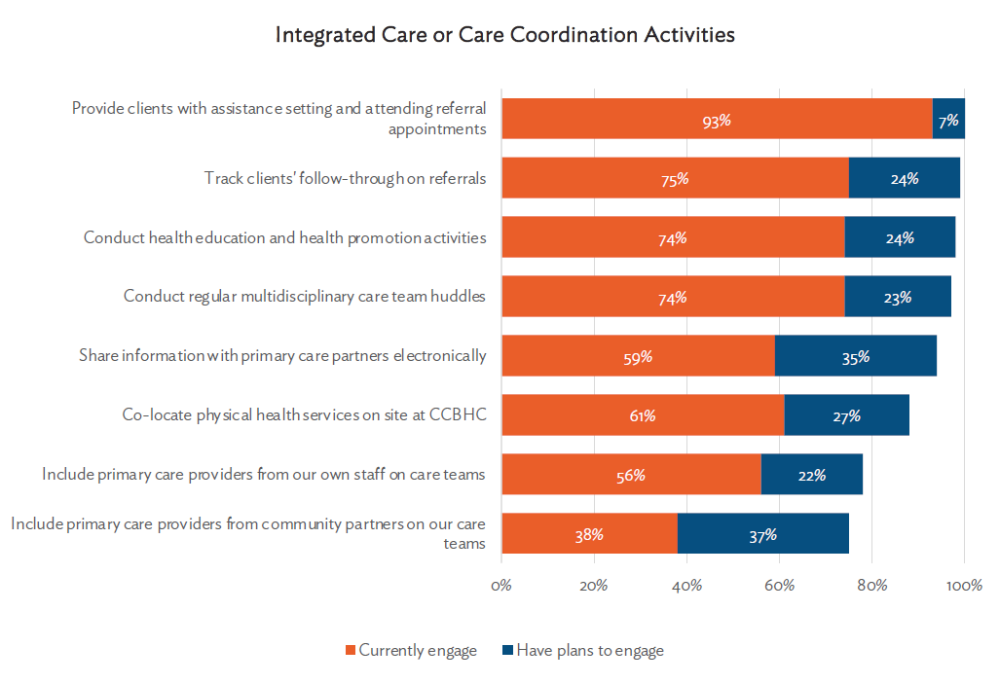 Integrated Care or Care Coordination Activities
Provide clients with assistance setting and attending referral
appointments
93%
7%
Track clients' follow-through on referrals
75%
24%
Conduct health education and health promotion activities
74%
24%
Conduct regular multidisciplinary care team huddles
74%
23%
Share information with primary care partners electronically
59%
35%
Co-locate physical health services on site at CCBHC
61%
27%
Include primary care providers from our own staff on care teams
56%
22%
Include primary care providers from community partners on our care
teams
38%
37%
0%
20%
40%
60%
80%
100%
Currently engage
Have plans to engage